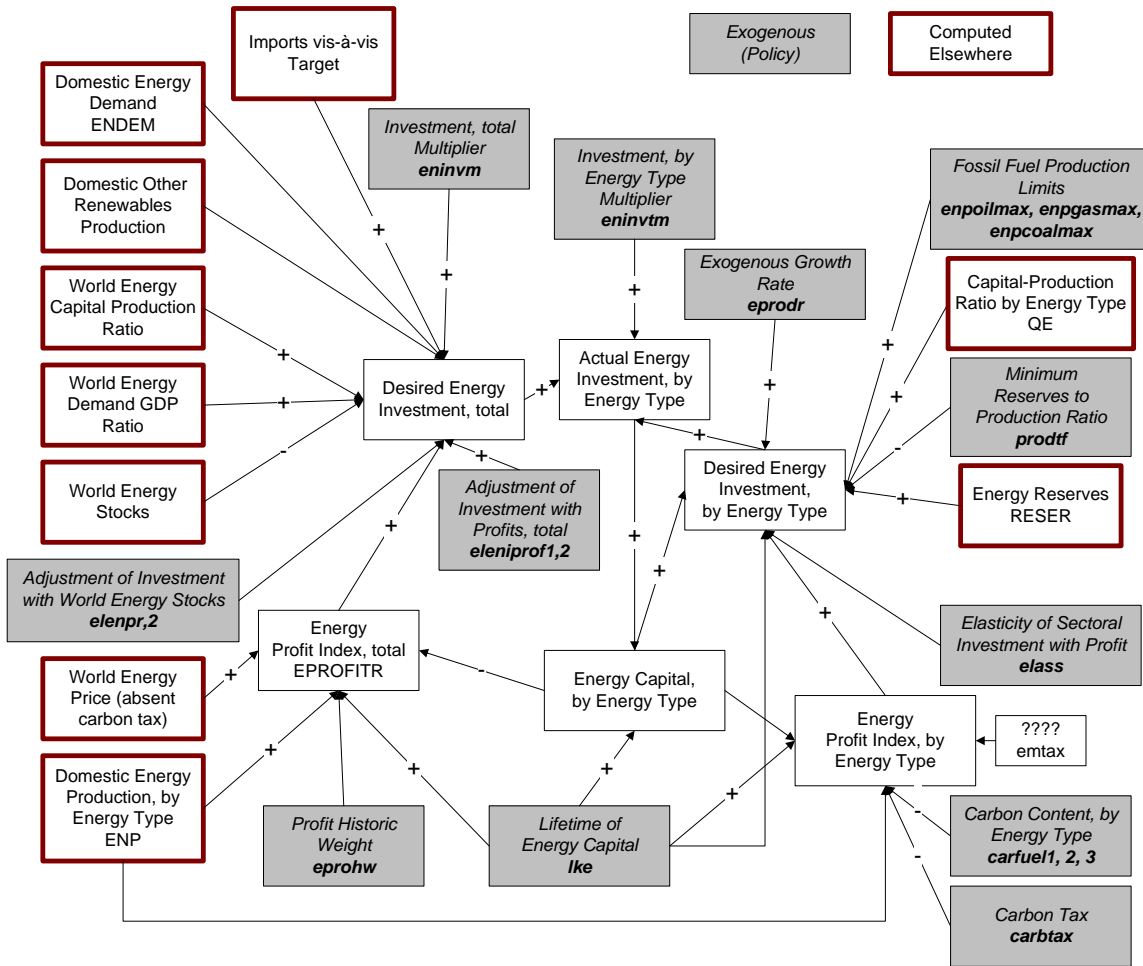 Imports vis-à-vis
Target
Exogenous
(Policy)
Computed
Elsewhere
Domestic Energy
Demand
ENDEM
Investment, total
Multiplier
eninvm
Investment, by
Energy Type
Multiplier
eninvtm
Fossil Fuel Production
Limits
enpoilmax, enpgasmax,
enpcoalmax
Domestic Other
Renewables
Production
Exogenous Growth
Rate
eprodr
Capital-Production
Ratio by Energy Type
QE
World Energy
Capital Production
Ratio
Desired Energy
Investment, total
Actual Energy
Investment, by
Energy Type
Minimum
Reserves to
Production Ratio
prodtf
World Energy
Demand GDP
Ratio
World Energy
Stocks
Adjustment of
Investment with
Profits, total
eleniprof1,2
Desired Energy
Investment,
by Energy Type
Energy Reserves
RESER
Adjustment of Investment
with World Energy Stocks
elenpr,2
Energy
Profit Index, total
EPROFITR
Energy Capital,
by Energy Type
Elasticity of Sectoral
Investment with Profit
elass
World Energy
Price (absent
carbon tax)
Energy
Profit Index, by
Energy Type
????
emtax
Domestic Energy
Production, by
Energy Type
ENP
Profit Historic
Weight
eprohw
Lifetime of
Energy Capital
lke
Carbon Content, by
Energy Type
carfuel1, 2, 3
Carbon Tax
carbtax
+
+
+
+
+
+
-
+
+
+
+
+
-
+
+
+
+
+
+
-
+
+
+
+
+
-
-